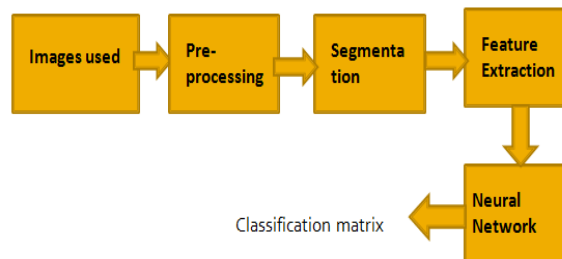 Images used
Pre-
processing
Segmenta
tion
Feature
Extraction
Neural
Network
Classification matrix